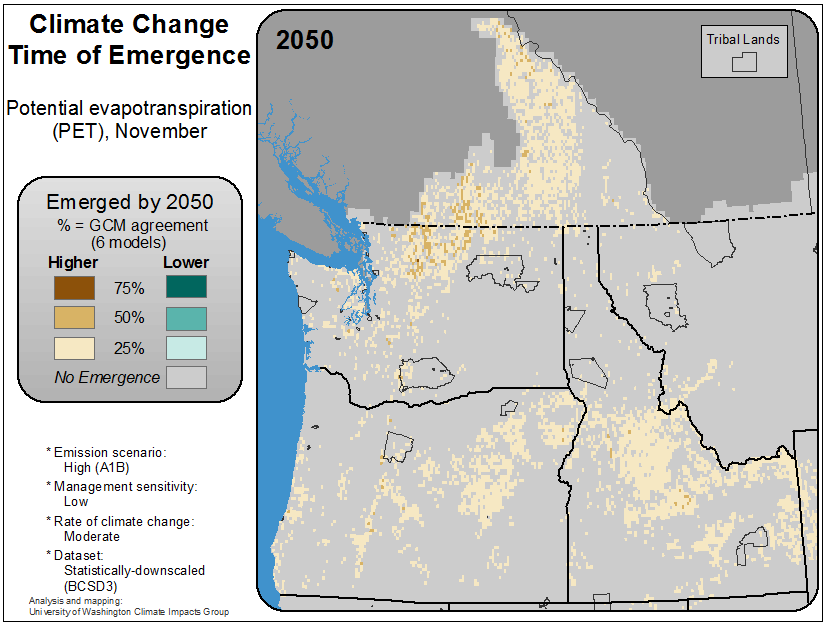 Climate Change
Time of Emergence
Potential evapotranspiration
(PET), November
Emerged by 2050
% = GCM agreement
(6 models)
Higher Lower
75%
50%
25%
No Emergence
* Emission scenario:
High (A1B)
* Management sensitivity:
Low
* Rate of climate change:
Moderate
* Dataset:
Statistically-downscaled
(BCSD3)
Analysis and mapping:
University of Washington Climate Impacts Group
2050
Tribal Lands